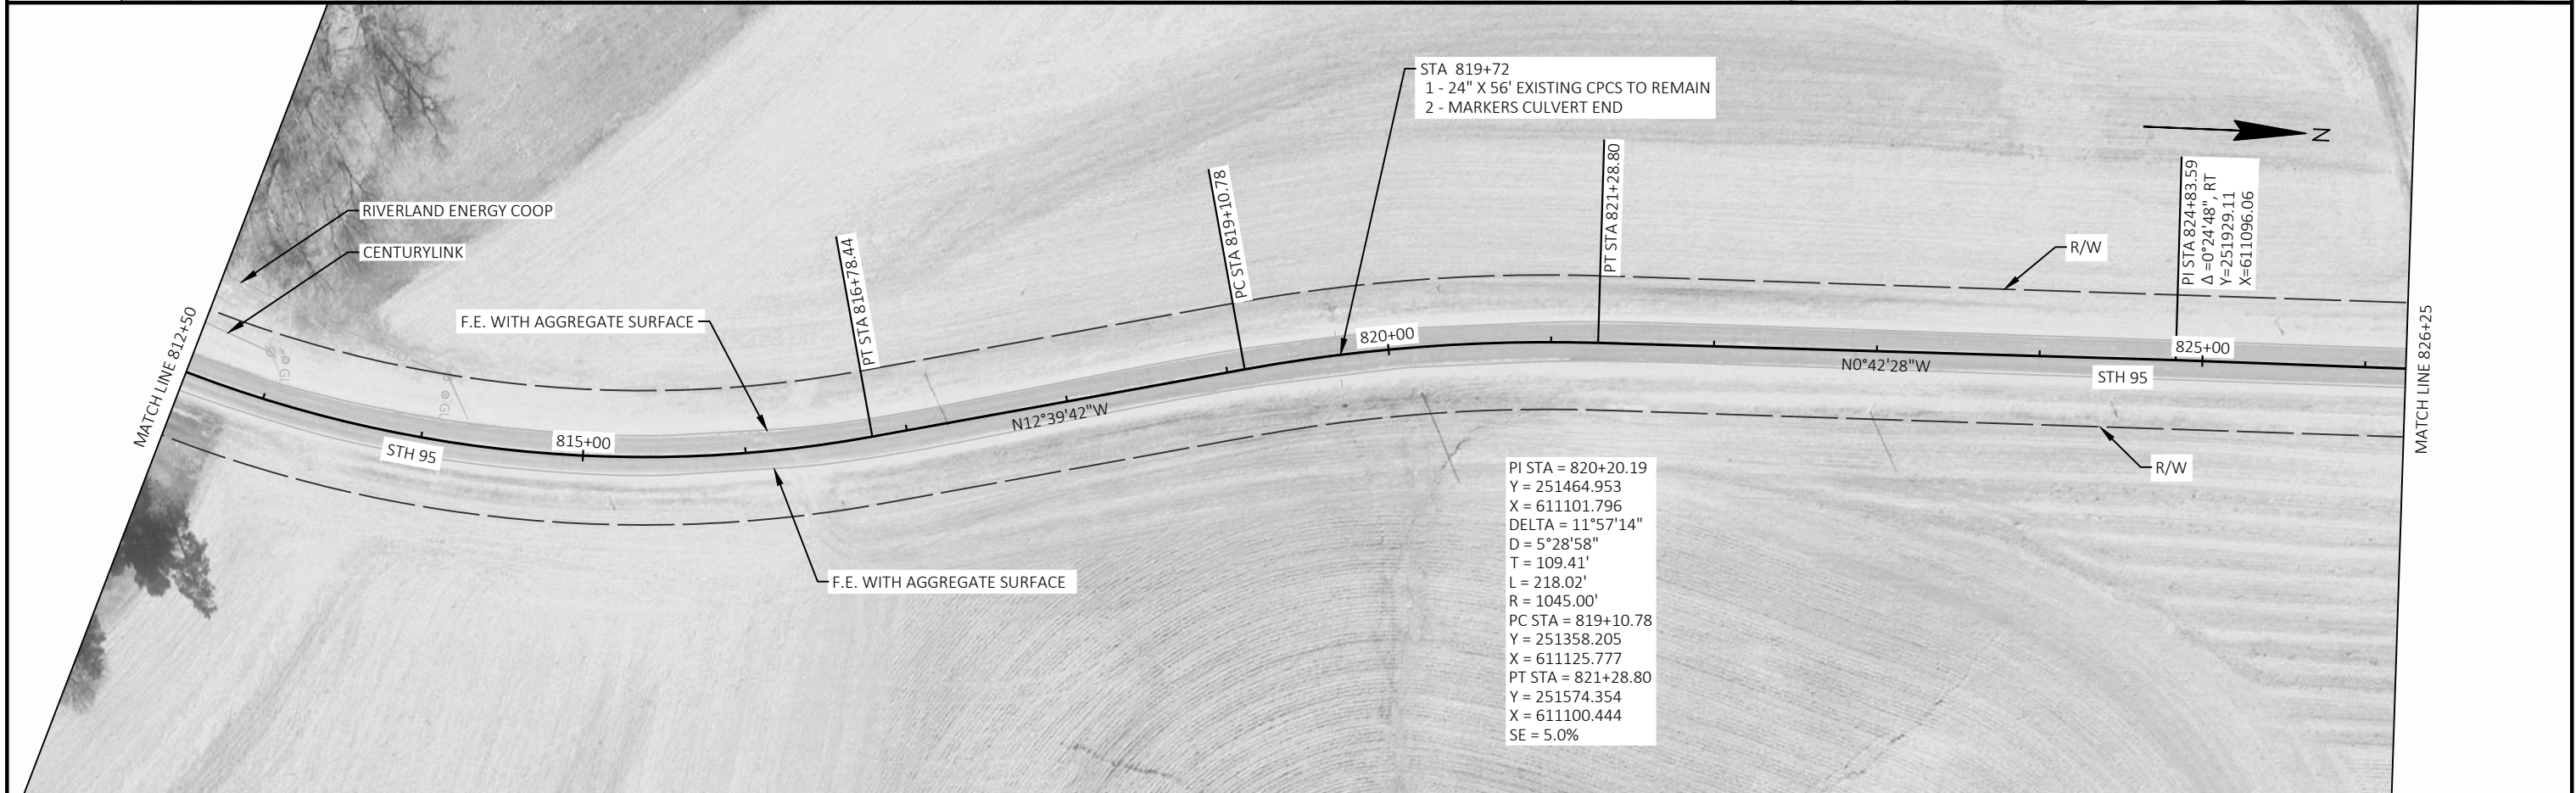 STA 819+72
1 - 24" X 56' EXISTING CPCS TO REMAIN
2 - MARKERS CULVERT END
N
RIVERLAND ENERGY COOP
CENTURYLINK
MATCH LINE 812+50
F.E. WITH AGGREGATE SURFACE
PT STA 816+78.44
PC STA 819+10.78
PT STA 821+28.80
R/W
PI STA 824+83.59
Δ =0°24'48", RT
Y=251929.11
X=611096.06
MATCH LINE 826+25
820+00
825+00
N0°42'28"W
STH 95
N12°39'42"W
815+00
STH 95
R/W
F.E. WITH AGGREGATE SURFACE
PI STA = 820+20.19
Y = 251464.953
X = 611101.796
DELTA = 11°57'14"
D = 5°28'58"
T = 109.41'
L = 218.02'
R = 1045.00'
PC STA = 819+10.78
Y = 251358.205
X = 611125.777
PT STA = 821+28.80
Y = 251574.354
X = 611100.444
SE = 5.0%